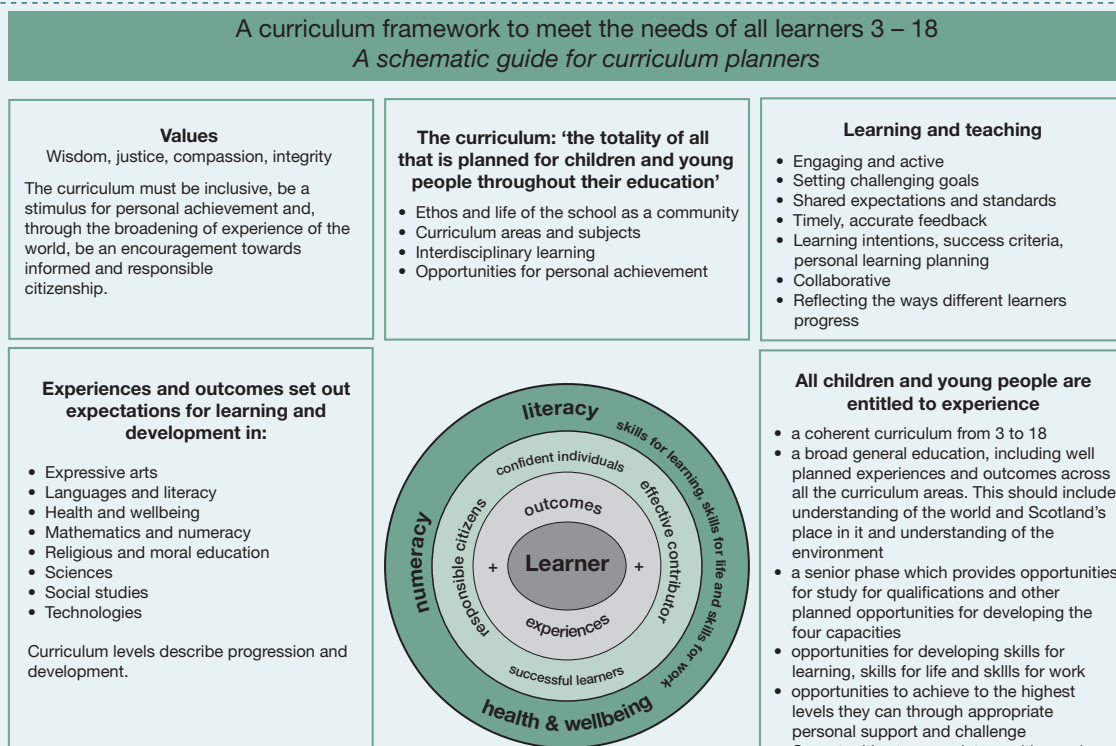 A curriculum framework to meet the needs of all learners 3 – 18
A schematic guide for curriculum planners
Values
Wisdom, justice, compassion, integrity
The curriculum must be inclusive, be a
stimulus for personal achievement and,
through the broadening of experience of the
world, be an encouragement towards
informed and responsible
citizenship.
The curriculum: ‘the totality of all
that is planned for children and young
people throughout their education’
• Ethos and life of the school as a community
• Curriculum areas and subjects
• Interdisciplinary learning
• Opportunities for personal achievement
Learning and teaching
• Engaging and active
• Setting challenging goals
• Shared expectations and standards
• Timely, accurate feedback
• Learning intentions, success criteria,
personal learning planning
• Collaborative
• Reflecting the ways different learners
progress
Experiences and outcomes set out
expectations for learning and
development in:
• Expressive arts
• Languages and literacy
• Health and wellbeing
• Mathematics and numeracy
• Religious and moral education
• Sciences
• Social studies
• Technologies
Curriculum levels describe progression and
development.
literacy
skills for learning, skills for life and skills for work
numeracy
health & wellbeing
confident individuals
effective contributor
responsible citizens
successful learners
outcomes
+ Learner +
experiences
All children and young people are
entitled to experience
• a coherent curriculum from 3 to 18
• a broad general education, including well
planned experiences and outcomes across
all the curriculum areas. This should include
understanding of the world and Scotland’s
place in it and understanding of the
environment
• a senior phase which provides opportunities
for study for qualifications and other
planned opportunities for developing the
four capacities
• opportunities for developing skills for
learning, skills for life and sklls for work
• opportunities to achieve to the highest
levels they can through appropriate
personal support and challenge